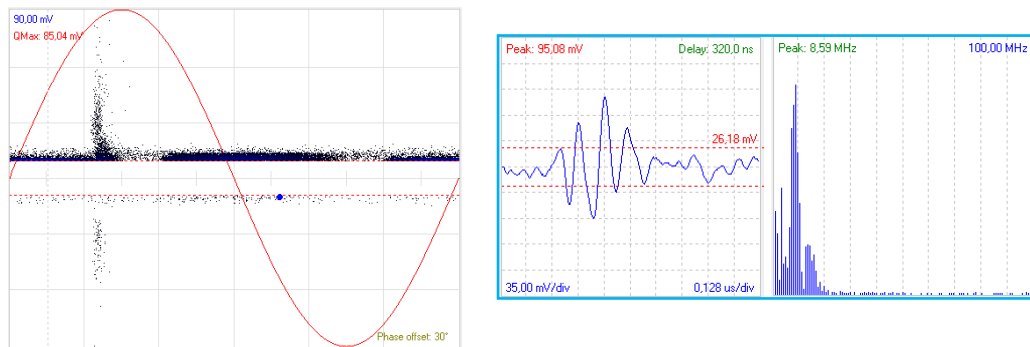 90,00 mV
QMax: 85,04 mV
Phase offset: 30°
Peak: 95,08 mV
Delay: 320,0 ns
26,18 mV
35,00 mV/div
0,128 us/div
Peak: 8,59 MHz
100,00 MHz